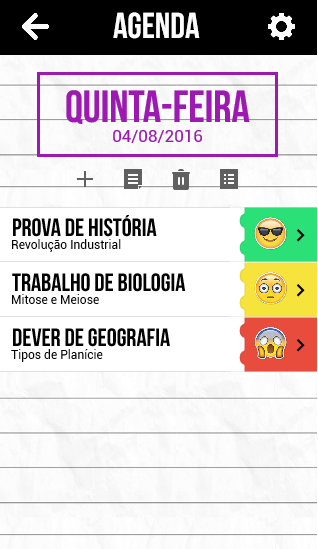 AGENDA
QUINTA-FEIRA
04/08/2016
PROVA DE HISTÓRIA
Revolução Industrial
TRABALHO DE BIOLOGIA
Mitose e Meiose
DEVER DE GEOGRAFIA
Tipos de Planície